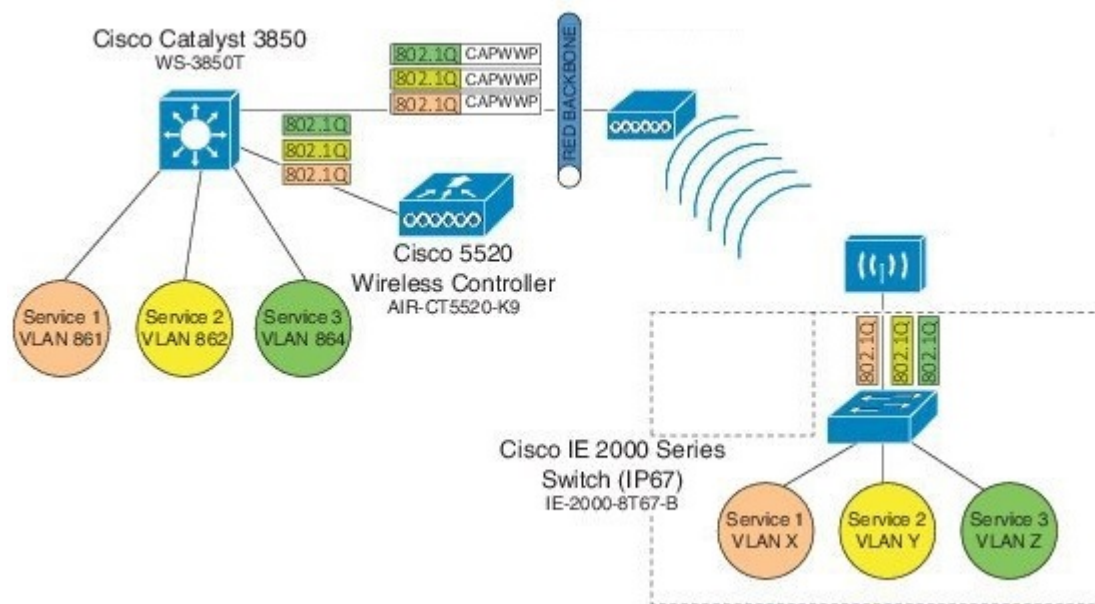 Cisco Catalyst 3850
WS-3850T
802.1Q CAPWWP
802.1Q CAPWWP
802.1Q CAPWWP
RED BACKBONE
802.1Q
802.1Q
802.1Q
Cisco 5520
Wireless Controller
AIR-CT5520-K9
Service 1
VLAN 861
Service 2
VLAN 862
Service 3
VLAN 864
802.1Q
802.1Q
802.1Q
Cisco IE 2000 Series
Switch (IP67)
IE-2000-8T67-B
Service 1
VLAN X
Service 2
VLAN Y
Service 3
VLAN Z